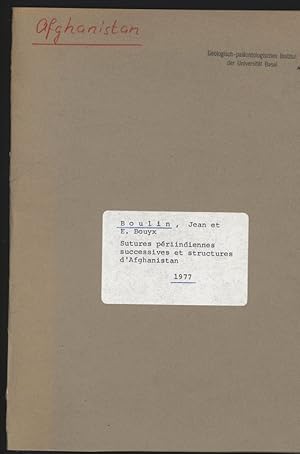 Afghanistan
Geologisch-paläontologisches Institut
der Universität Basel
Boulin, Jean et
E. Bouyx
Sutures périindiennes
successives et structures
d'Afghanistan
1977